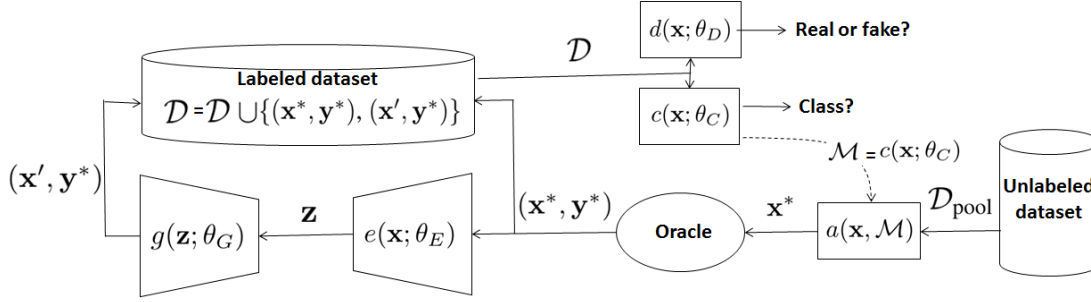 d(x; θ_D)
Real or fake?
𝒟
Labeled dataset
𝒟 = 𝒟 ∪{(x*, y*), (x′, y*)}
c(x; θ_C)
Class?
ℳ = c(x; θ_C)
(x′, y*)
g(z; θ_G)
z
e(x; θ_E)
(x*, y*)
Oracle
x*
a(x, ℳ)
𝒟_pool
Unlabeled
dataset